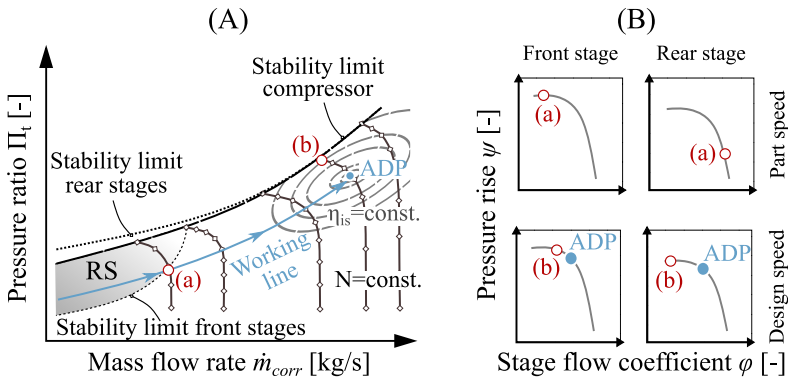 (A)
Pressure ratio Πt [-]
Stability limit
compressor
(b)
ADP
Stability limit
rear stages
ηis=const.
RS
(a)
Working
line
N=const.
Stability limit front stages
Mass flow rate ṁcorr [kg/s]
(B)
Front stage
Rear stage
Pressure rise ψ [-]
(a)
(a)
Part speed
ADP
(b)
ADP
(b)
Design speed
Stage flow coefficient φ [-]